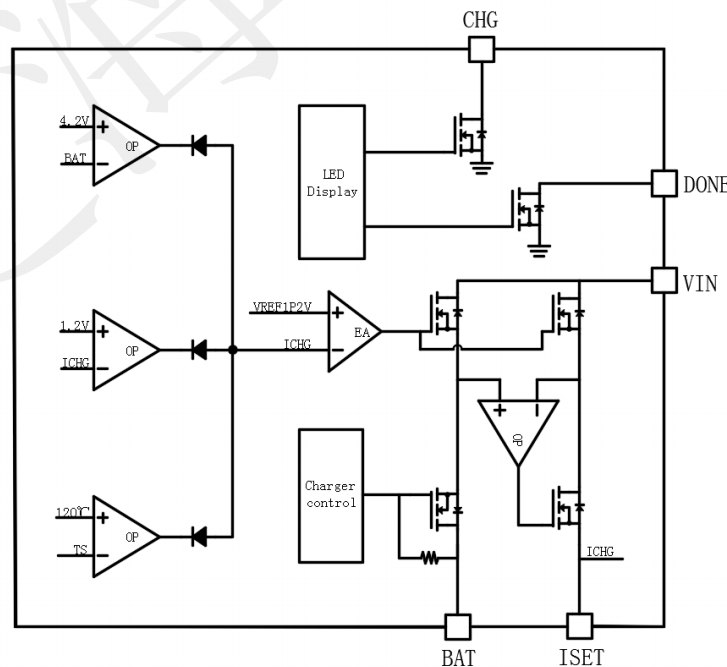 CHG
4.2V
BAT
OP
LED
Display
DONE
VIN
VREF1P2V
ICHG
EA
1.2V
ICHG
OP
OP
Charger
control
120℃
TS
OP
ICHG
BAT
ISET